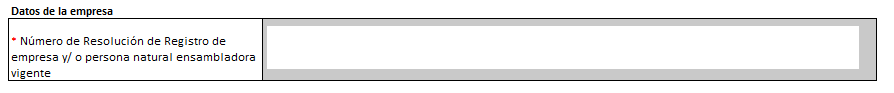 Datos de la empresa
* Número de Resolución de Registro de
empresa y/ o persona natural ensambladora
vigente